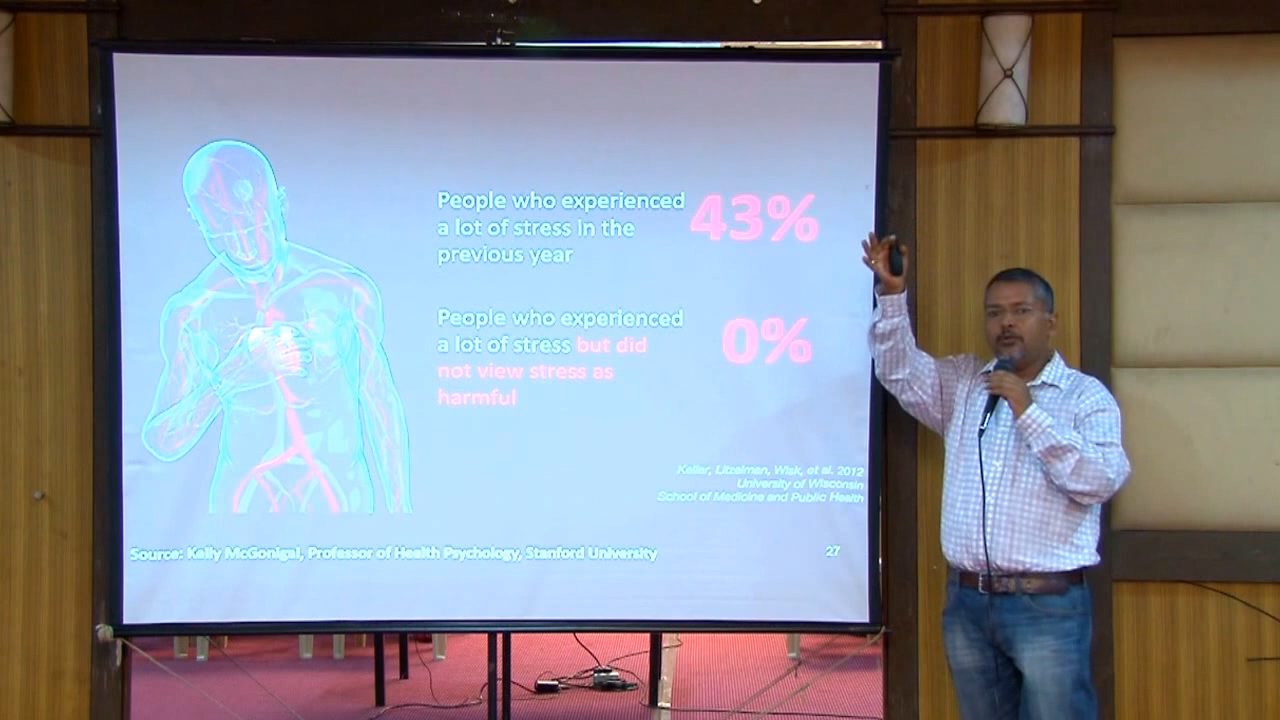 People who experienced
a lot of stress in the
previous year
43%
People who experienced
a lot of stress but did
not view stress as
harmful
0%
Keller, Litzelman, Wisk, et al. 2012
University of Wisconsin
School of Medicine and Public Health
Source: Kelly McGonigal, Professor of Health Psychology, Stanford University
27